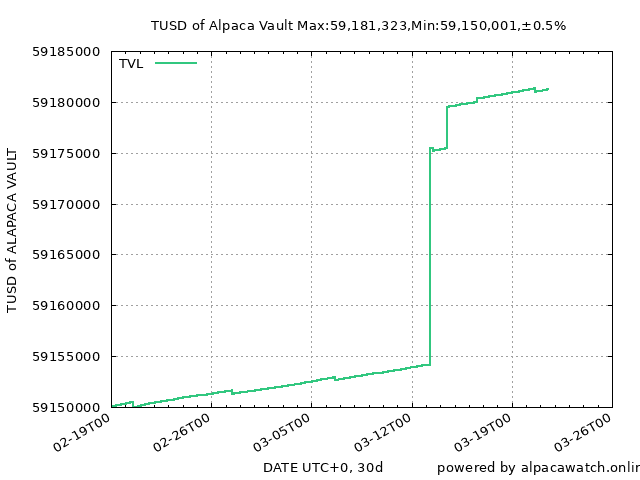 TUSD of Alpaca Vault Max:59,181,323,Min:59,150,001,±0.5%
TVL
59185000
59180000
59175000
59170000
59165000
59160000
59155000
59150000
TUSD of ALAPACA VAULT
02-19T00
02-26T00
03-05T00
03-12T00
03-19T00
03-26T00
DATE UTC+0, 30d
powered by alpacawatch.onlin